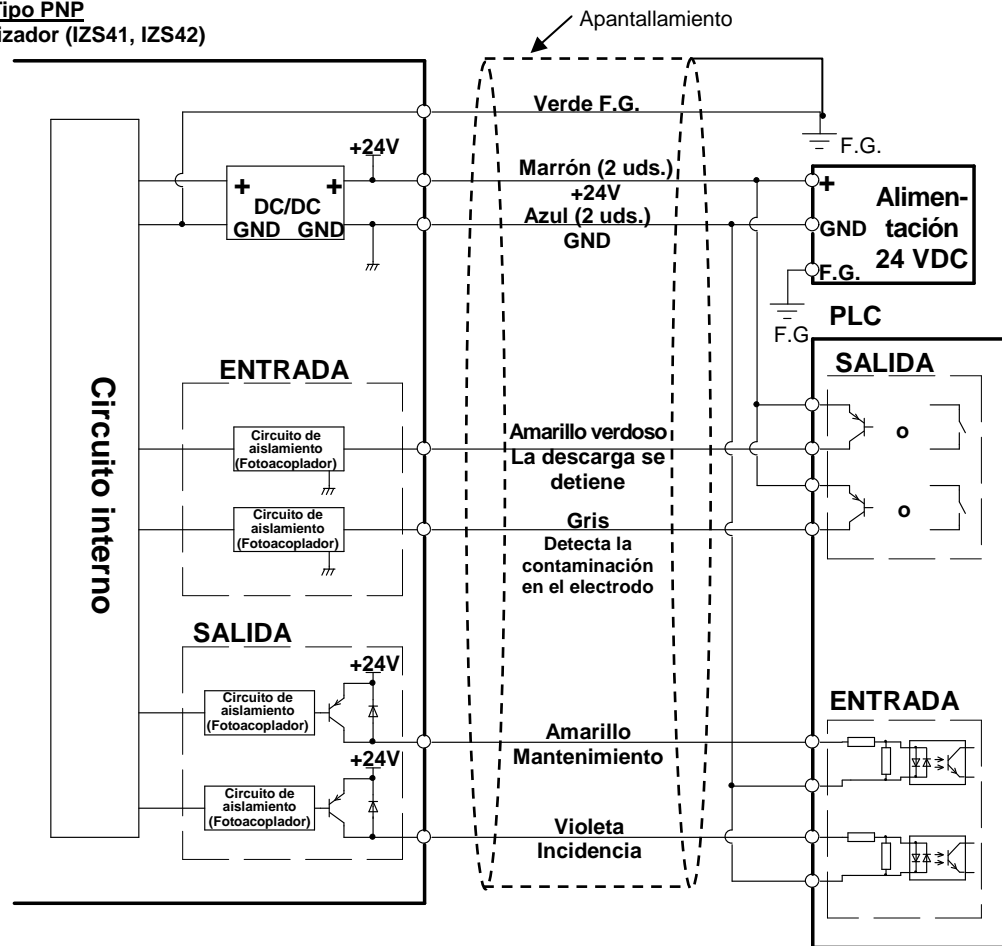 Tipo PNP
izador (IZS41, IZS42)
Apantallamiento
Verde F.G.
F.G.
+24V
Marrón (2 uds.)
+24V
Azul (2 uds.)
GND
+ +
DC/DC
GND GND
+
GND
F.G.
Alimen-
tación
24 VDC
F.G
PLC
Circuito interno
ENTRADA
Circuito de
aislamiento
(Fotoacoplador)
Circuito de
aislamiento
(Fotoacoplador)
Amarillo verdoso
La descarga se
detiene
Gris
Detecta la
contaminación
en el electrodo
SALIDA
o
o
SALIDA
+24V
Circuito de
aislamiento
(Fotoacoplador)
+24V
Circuito de
aislamiento
(Fotoacoplador)
Amarillo
Mantenimiento
Violeta
Incidencia
ENTRADA